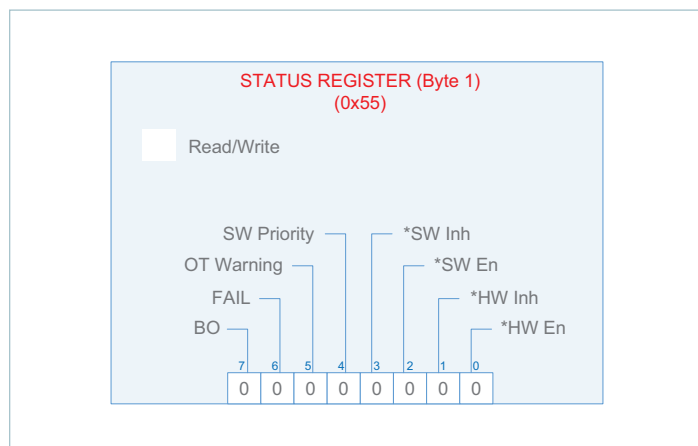 STATUS REGISTER (Byte 1)
(0x55)
Read/Write
SW Priority *SW Inh
OT Warning *SW En
FAIL *HW Inh
BO *HW En
7 6 5 4 3 2 1 0
0 0 0 0 0 0 0 0